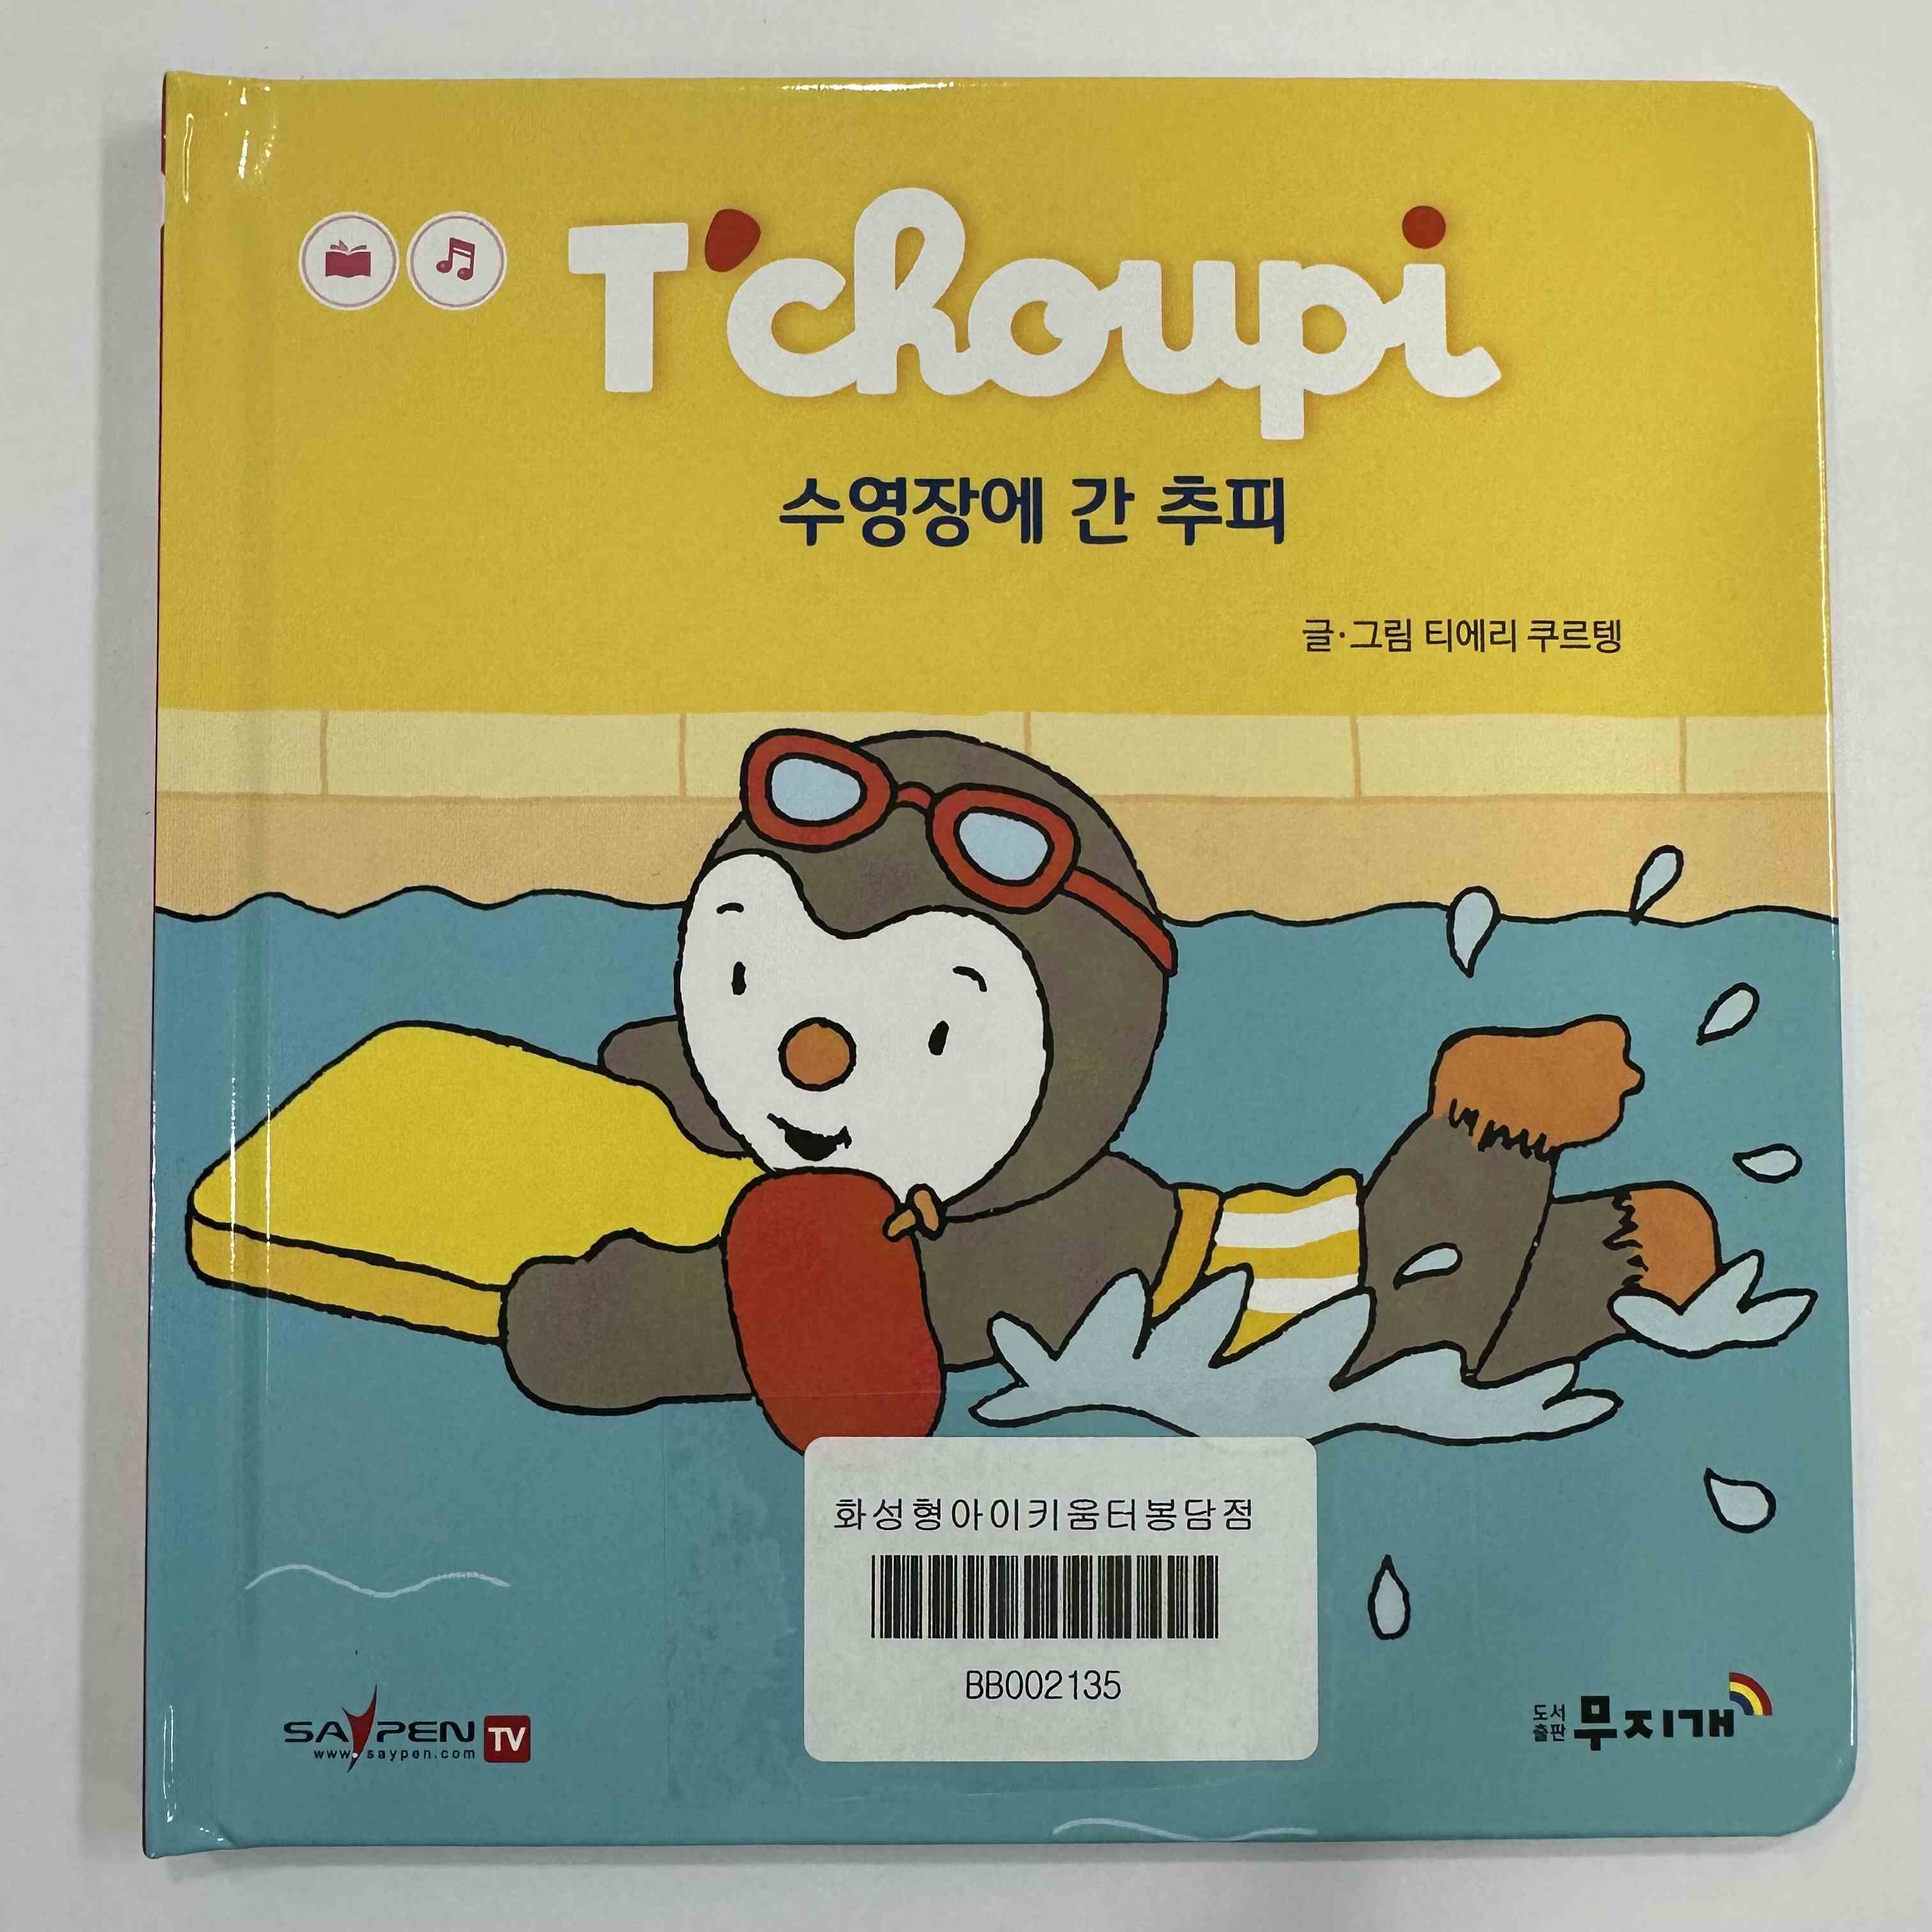 T'choupi
수영장에 간 추피
글·그림 티에리 쿠르텡
화성형아이키움터봉담점
BB002135
SAYPEN TV
www.saypen.com
도서
출판 무지개